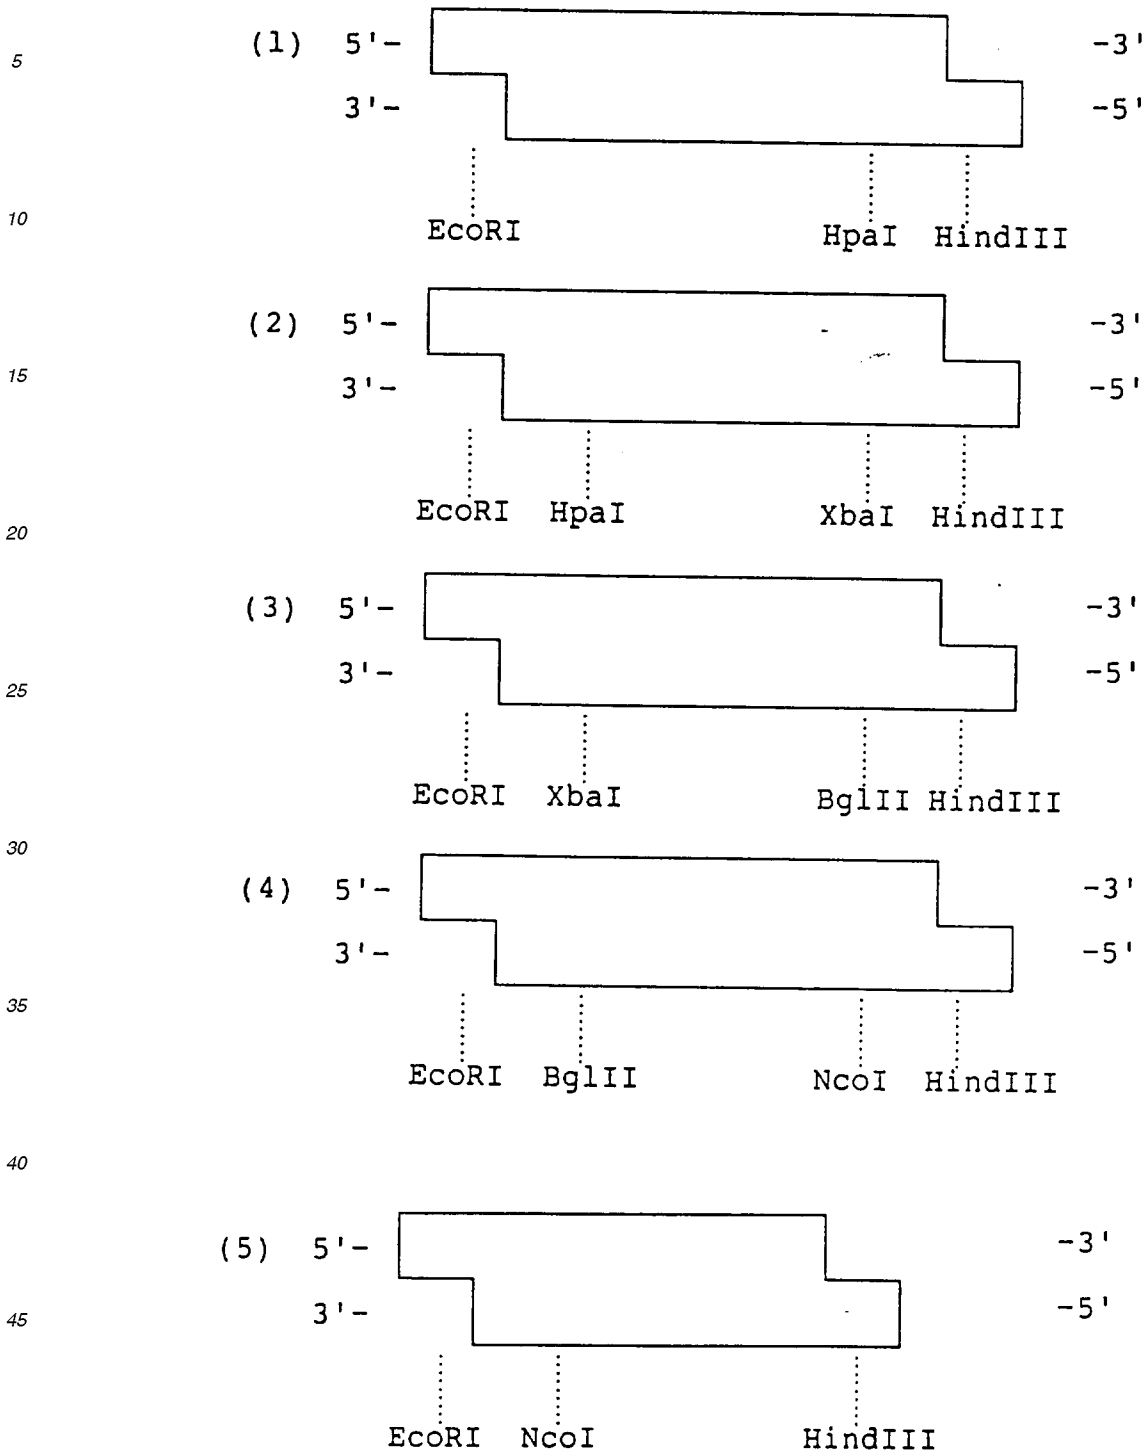 (1) 5'- -3'
5
3'- -5'
10
EcoRI HpaI HindIII
(2) 5'- -3'
15
3'- -5'
EcoRI HpaI XbaI HindIII
20
(3) 5'- -3'
3'- -5'
25
EcoRI XbaI BglII HindIII
30
(4) 5'- -3'
3'- -5'
35
EcoRI BglII NcoI HindIII
40
(5) 5'- -3'
3'- -5'
45
EcoRI NcoI HindIII